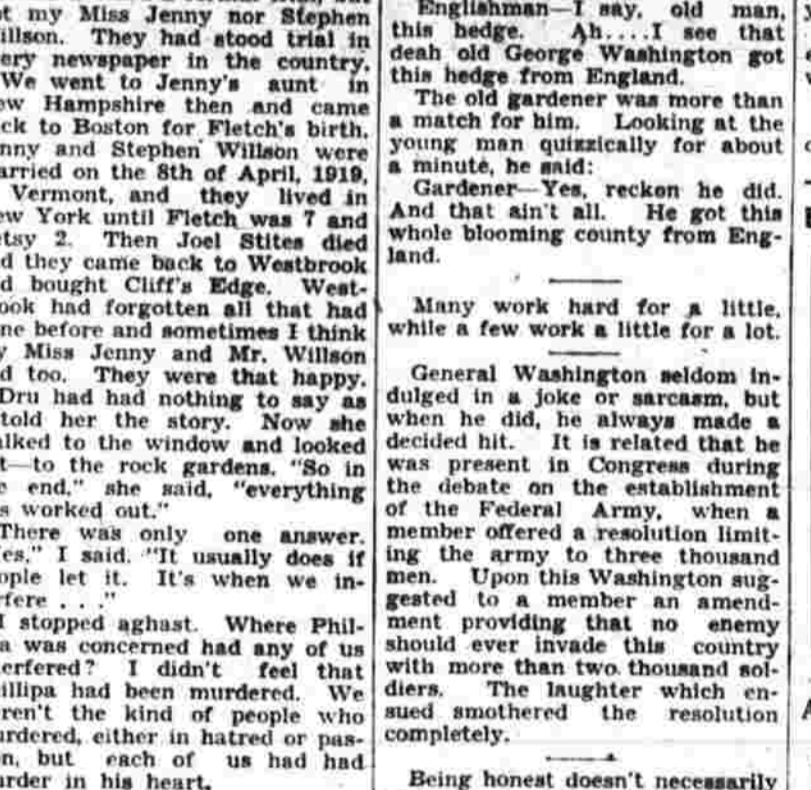 t my Miss Jenny nor Stephen
illson. They had stood trial in
ery newspaper in the country.
We went to Jenny's aunt in
ew Hampshire then and came
ck to Boston for Fletch's birth.
nny and Stephen Willson were
arried on the 8th of April, 1919,
Vermont, and they lived in
ew York until Fletch was 7 and
tsy 2. Then Joel Stites died
d they came back to Westbrook
d bought Cliff's Edge. West-
ook had forgotten all that had
ne before and sometimes I think
y Miss Jenny and Mr. Willson
d too. They were that happy.
Dru had had nothing to say as
told her the story. Now she
alked to the window and looked
t—to the rock gardens. "So in
e end," she said, "everything
s worked out."
There was only one answer.
es," I said. "It usually does if
ople let it. It's when we in-
rfere . . ."
I stopped aghast. Where Phil-
a was concerned had any of us
erfered? I didn't feel that
illipa had been murdered. We
ren't the kind of people who
urdered, either in hatred or pas-
n, but each of us had had
urder in his heart.
Englishman—I say, old man,
this hedge. Ah....I see that
deah old George Washington got
this hedge from England.
The old gardener was more than
a match for him. Looking at the
young man quizzically for about
a minute, he said:
Gardener—Yes, reckon he did.
And that ain't all. He got this
whole blooming county from Eng-
land.
Many work hard for a little,
while a few work a little for a lot.
General Washington seldom in-
dulged in a joke or sarcasm, but
when he did, he always made a
decided hit. It is related that he
was present in Congress during
the debate on the establishment
of the Federal Army, when a
member offered a resolution limit-
ing the army to three thousand
men. Upon this Washington sug-
gested to a member an amend-
ment providing that no enemy
should ever invade this country
with more than two thousand sol-
diers. The laughter which en-
sued smothered the resolution
completely.
Being honest doesn't necessarily